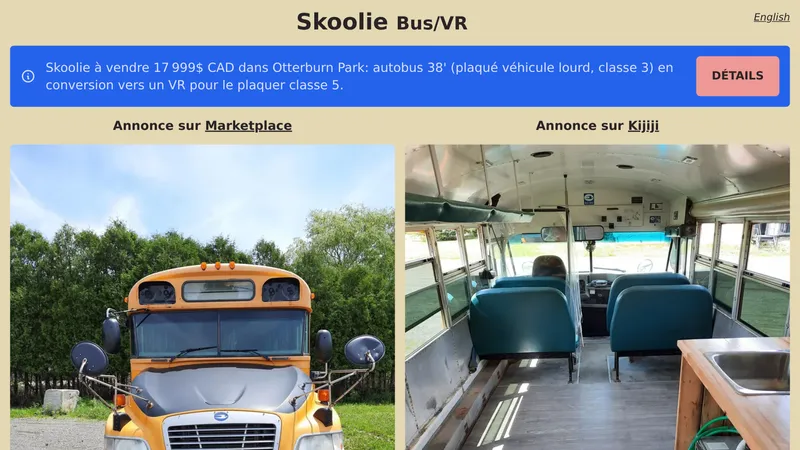 Skoolie Bus/VR
English
Skoolie à vendre 17 999$ CAD dans Otterburn Park: autobus 38' (plaqué véhicule lourd, classe 3) en
conversion vers un VR pour le plaquer classe 5.
DÉTAILS
Annonce sur Marketplace
Annonce sur Kijiji